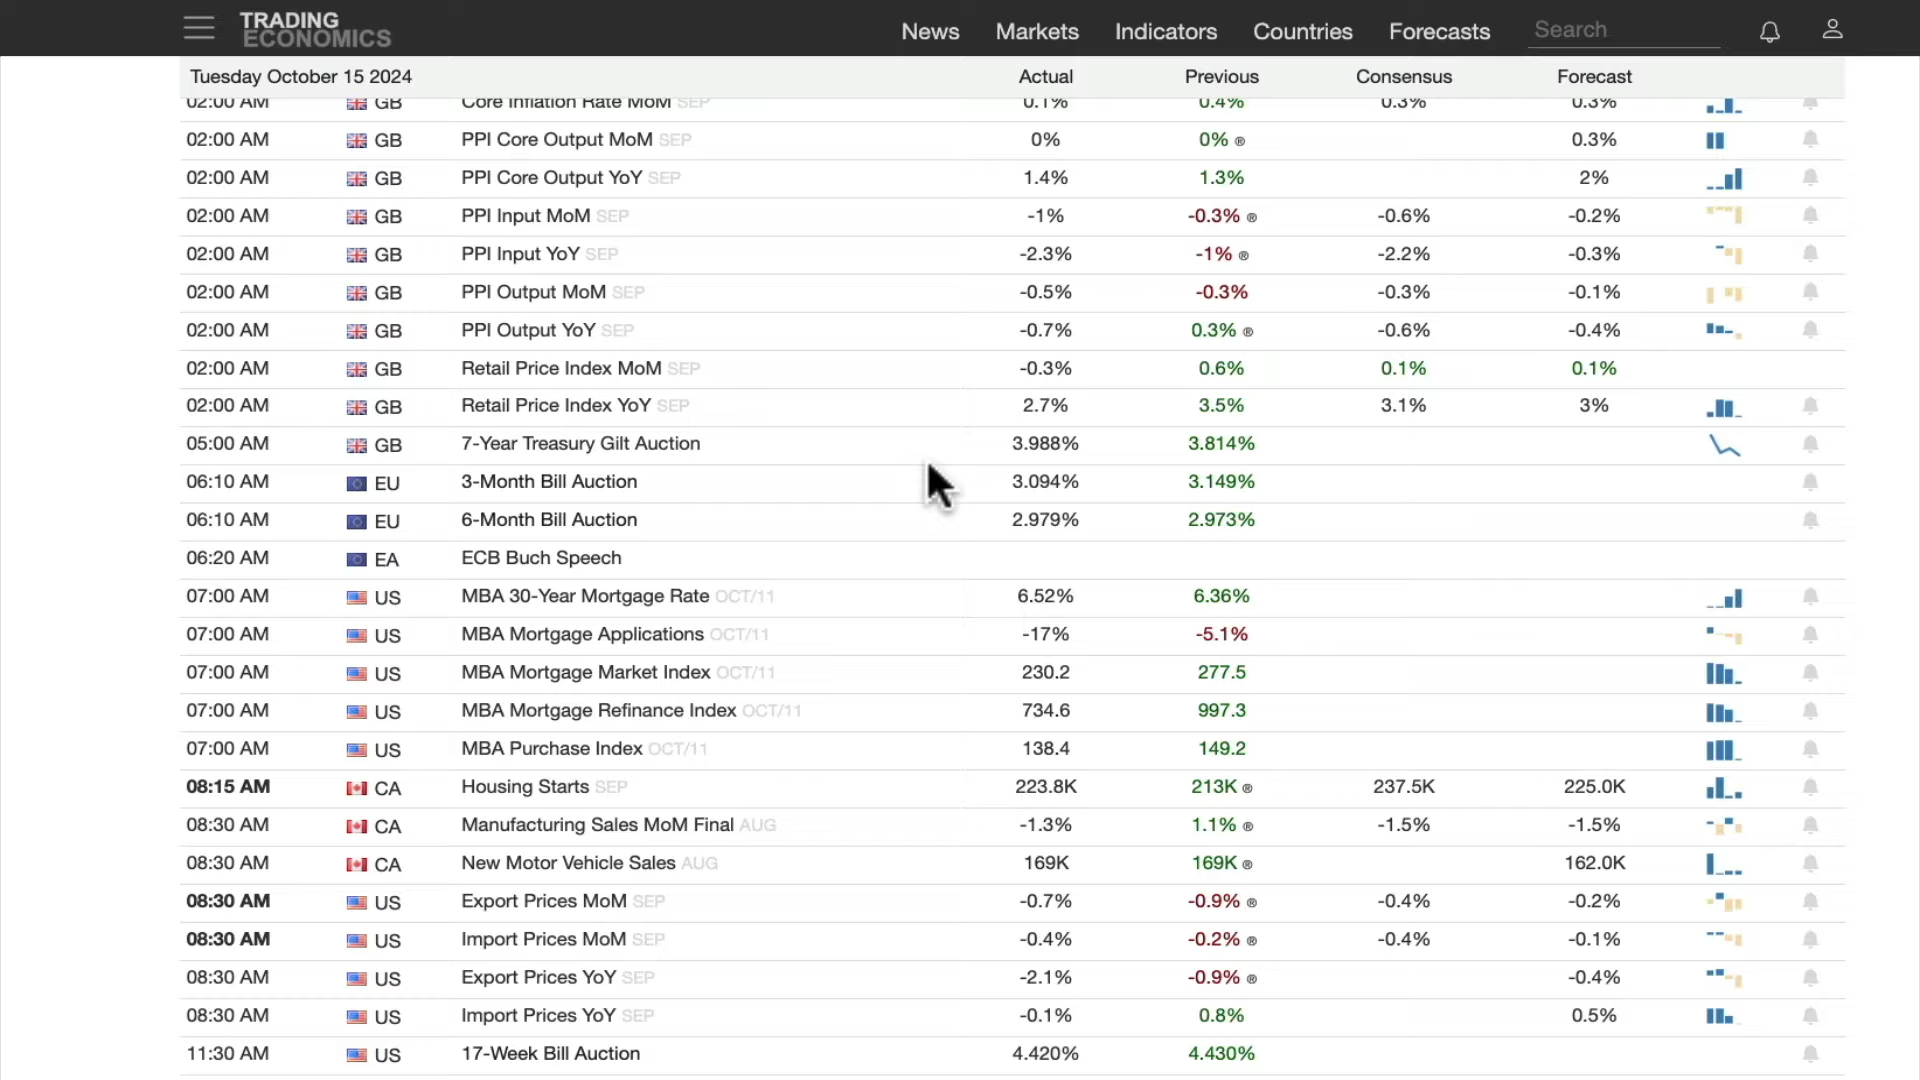 TRADING ECONOMICS News Markets Indicators Countries Forecasts Search
Tuesday October 15 2024 Actual Previous Consensus Forecast
02:00 AM GB Core Inflation Rate MoM SEP 0.1% 0.4% 0.3% 0.3%
02:00 AM GB PPI Core Output MoM SEP 0% 0% ® 0.3%
02:00 AM GB PPI Core Output YoY SEP 1.4% 1.3% 2%
02:00 AM GB PPI Input MoM SEP -1% -0.3% ® -0.6% -0.2%
02:00 AM GB PPI Input YoY SEP -2.3% -1% ® -2.2% -0.3%
02:00 AM GB PPI Output MoM SEP -0.5% -0.3% -0.3% -0.1%
02:00 AM GB PPI Output YoY SEP -0.7% 0.3% ® -0.6% -0.4%
02:00 AM GB Retail Price Index MoM SEP -0.3% 0.6% 0.1% 0.1%
02:00 AM GB Retail Price Index YoY SEP 2.7% 3.5% 3.1% 3%
05:00 AM GB 7-Year Treasury Gilt Auction 3.988% 3.814%
06:10 AM EU 3-Month Bill Auction 3.094% 3.149%
06:10 AM EU 6-Month Bill Auction 2.979% 2.973%
06:20 AM EA ECB Buch Speech
07:00 AM US MBA 30-Year Mortgage Rate OCT/11 6.52% 6.36%
07:00 AM US MBA Mortgage Applications OCT/11 -17% -5.1%
07:00 AM US MBA Mortgage Market Index OCT/11 230.2 277.5
07:00 AM US MBA Mortgage Refinance Index OCT/11 734.6 997.3
07:00 AM US MBA Purchase Index OCT/11 138.4 149.2
08:15 AM CA Housing Starts SEP 223.8K 213K ® 237.5K 225.0K
08:30 AM CA Manufacturing Sales MoM Final AUG -1.3% 1.1% ® -1.5% -1.5%
08:30 AM CA New Motor Vehicle Sales AUG 169K 169K ® 162.0K
08:30 AM US Export Prices MoM SEP -0.7% -0.9% ® -0.4% -0.2%
08:30 AM US Import Prices MoM SEP -0.4% -0.2% ® -0.4% -0.1%
08:30 AM US Export Prices YoY SEP -2.1% -0.9% ® -0.4%
08:30 AM US Import Prices YoY SEP -0.1% 0.8% 0.5%
11:30 AM US 17-Week Bill Auction 4.420% 4.430%